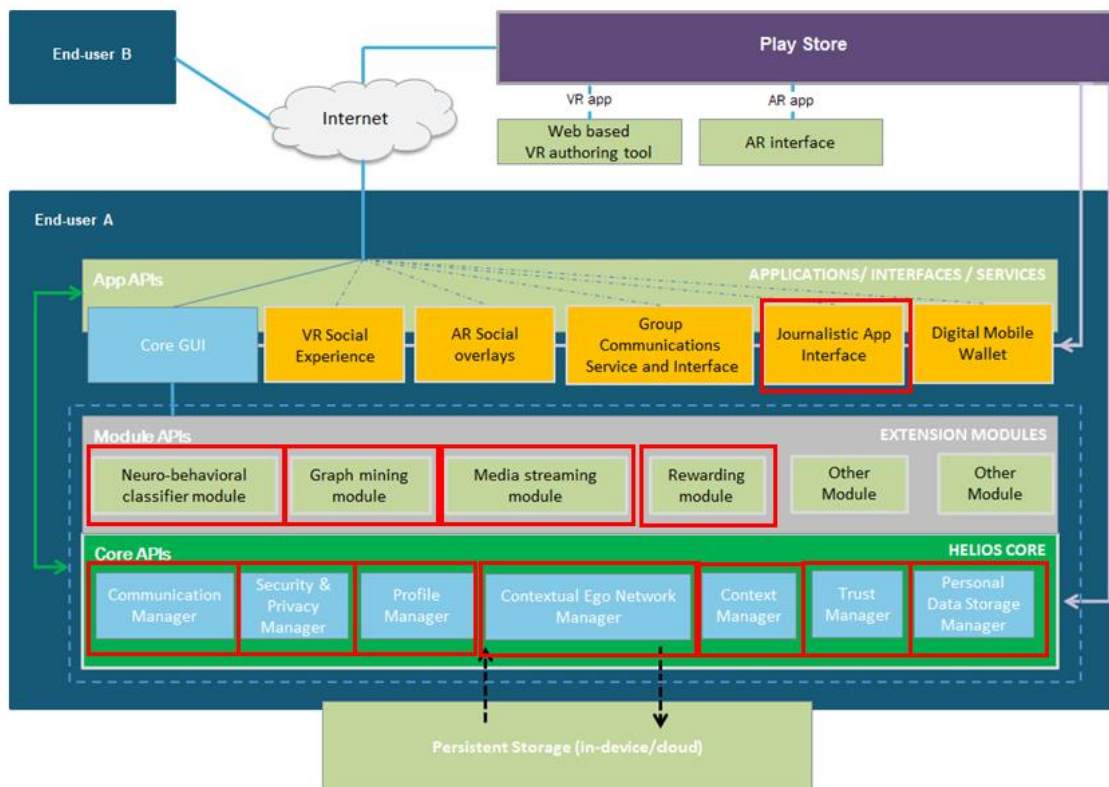 End-user B
Play Store
Internet
VR app
AR app
Web based
VR authoring tool
AR interface
End-user A
App APIs
APPLICATIONS/ INTERFACES / SERVICES
Core GUI
VR Social
Experience
AR Social
overlays
Group
Communications
Service and Interface
Journalistic App
Interface
Digital Mobile
Wallet
Module APIs
EXTENSION MODULES
Neuro-behavioral
classifier module
Graph mining
module
Media streaming
module
Rewarding
module
Other
Module
Other
Module
Core APIs
HELIOS CORE
Communication
Manager
Security &
Privacy
Manager
Profile
Manager
Contextual Ego Network
Manager
Context
Manager
Trust
Manager
Personal
Data Storage
Manager
Persistent Storage (in-device/cloud)